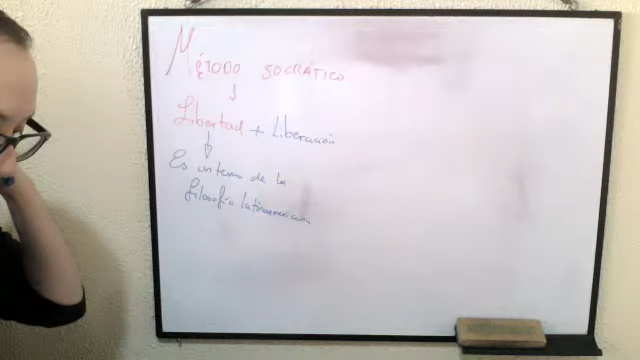 MÉTODO SOCRÁTICO
↓
Libertad + Liberación
↓
Es un tema de la
filosofía latinoamericana